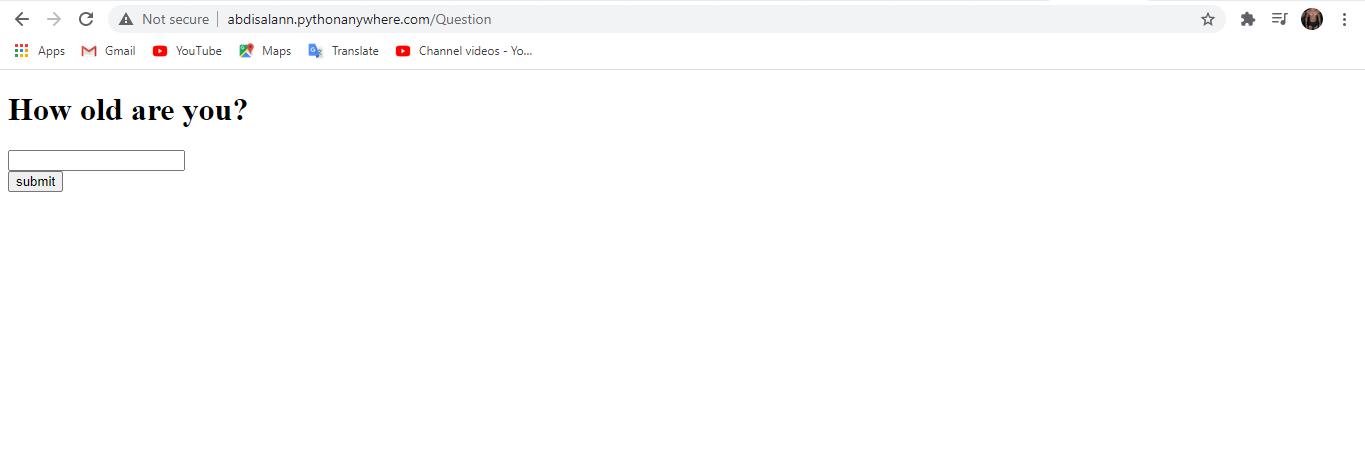 Not secure abdisalann.pythonanywhere.com/Question
Apps Gmail YouTube Maps Translate Channel videos - Yo...
How old are you?
submit